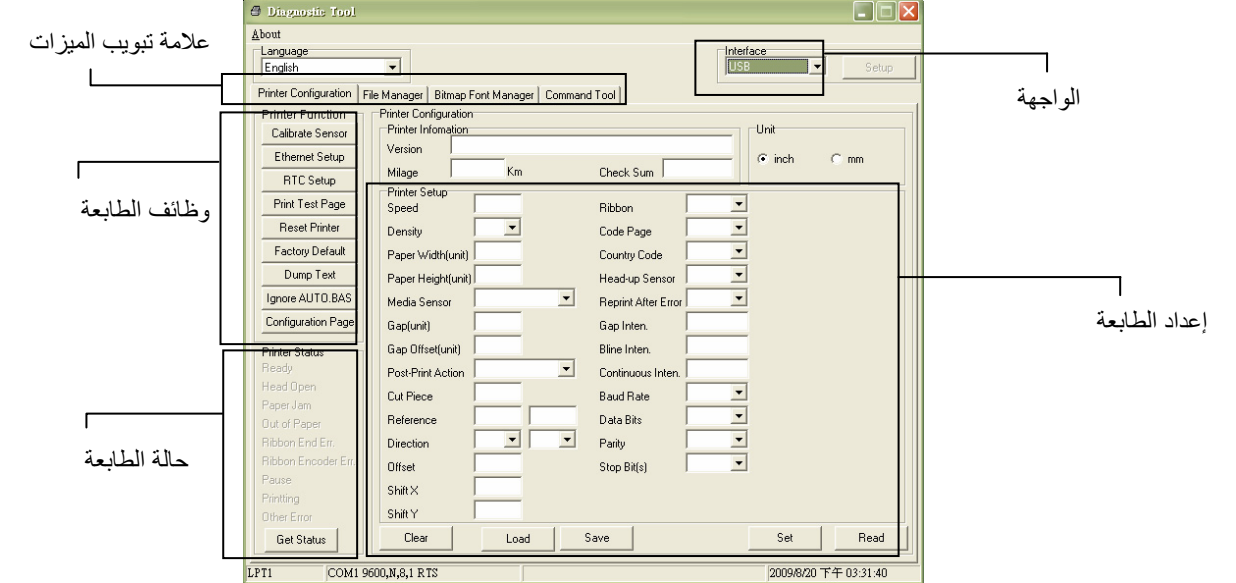 Diagnostic Tool
About
Language
English
Interface
USB
Setup
علامة تبويب الميزات
الواجهة
Printer Configuration
File Manager
Bitmap Font Manager
Command Tool
Printer Function
Calibrate Sensor
Ethernet Setup
RTC Setup
Print Test Page
Reset Printer
Factory Default
Dump Text
Ignore AUTO.BAS
Configuration Page
وظائف الطابعة
Printer Status
Ready
Head Open
Paper Jam
Out of Paper
Ribbon End Err.
Ribbon Encoder Err.
Pause
Printting
Other Error
Get Status
حالة الطابعة
Printer Configuration
Printer Infomation
Version
Milage
Km
Check Sum
Unit
inch
mm
Printer Setup
Speed
Density
Paper Width(unit)
Paper Height(unit)
Media Sensor
Gap(unit)
Gap Offset(unit)
Post-Print Action
Cut Piece
Reference
Direction
Offset
Shift X
Shift Y
Ribbon
Code Page
Country Code
Head-up Sensor
Reprint After Error
Gap Inten.
Bline Inten.
Continuous Inten.
Baud Rate
Data Bits
Parity
Stop Bit(s)
إعداد الطابعة
Clear
Load
Save
Set
Read
LPT1
COM1 9600,N,8,1 RTS
2009/8/20 下午 03:31:40